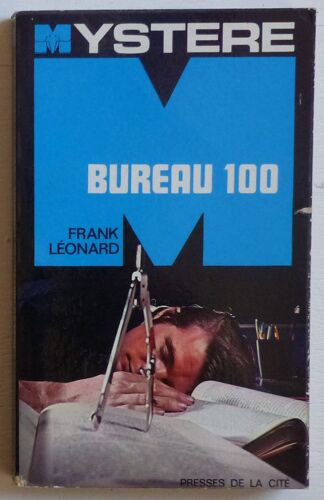 MYSTERE
BUREAU 100
FRANK
LÉONARD
PRESSES DE LA CITÉ